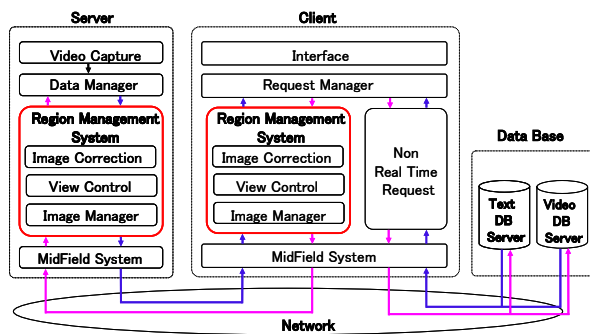 Server
Video Capture
Data Manager
Region Management
System
Image Correction
View Control
Image Manager
MidField System
Client
Interface
Request Manager
Region Management
System
Image Correction
View Control
Image Manager
Non
Real Time
Request
MidField System
Data Base
Text
DB
Server
Video
DB
Server
Network